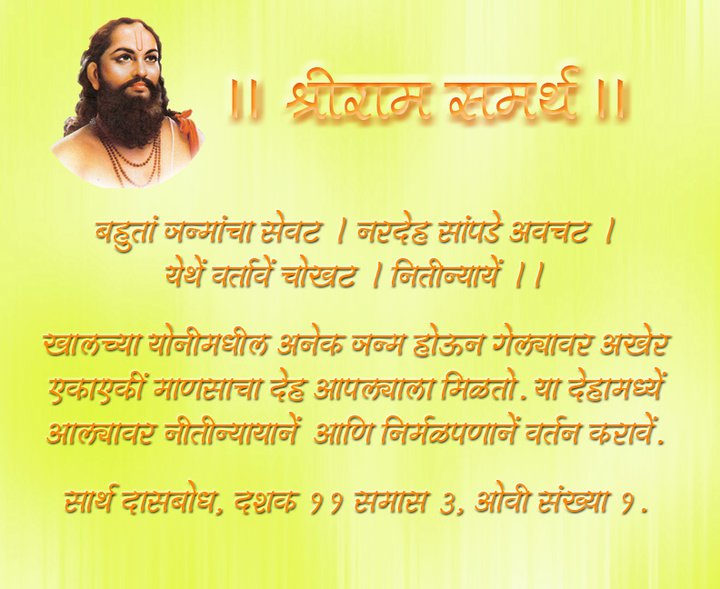 ॥ श्रीराम समर्थ ॥
बहुतां जन्मांचा सेवट । नरदेह सांपडे अवचट ।
येथें वर्तावें चोखट । नितीन्यायें ।।
खालच्या योनीमधील अनेक जन्म होऊन गेल्यावर अखेर
एकाएकीं माणसाचा देह आपल्याला मिळतो. या देहामध्यें
आल्यावर नीतीन्यायानें आणि निर्मळपणानें वर्तन करावें.
सार्थ दासबोध, दशक ११ समास ३, ओवी संख्या १.